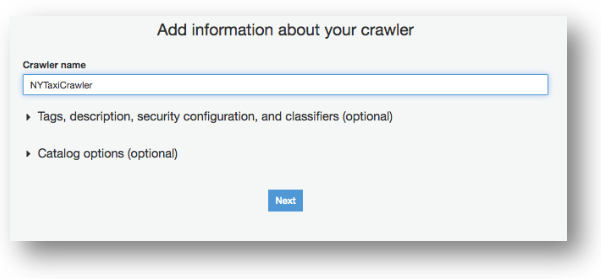 Add information about your crawler
Crawler name
NYTaxiCrawler
Tags, description, security configuration, and classifiers (optional)
Catalog options (optional)
Next